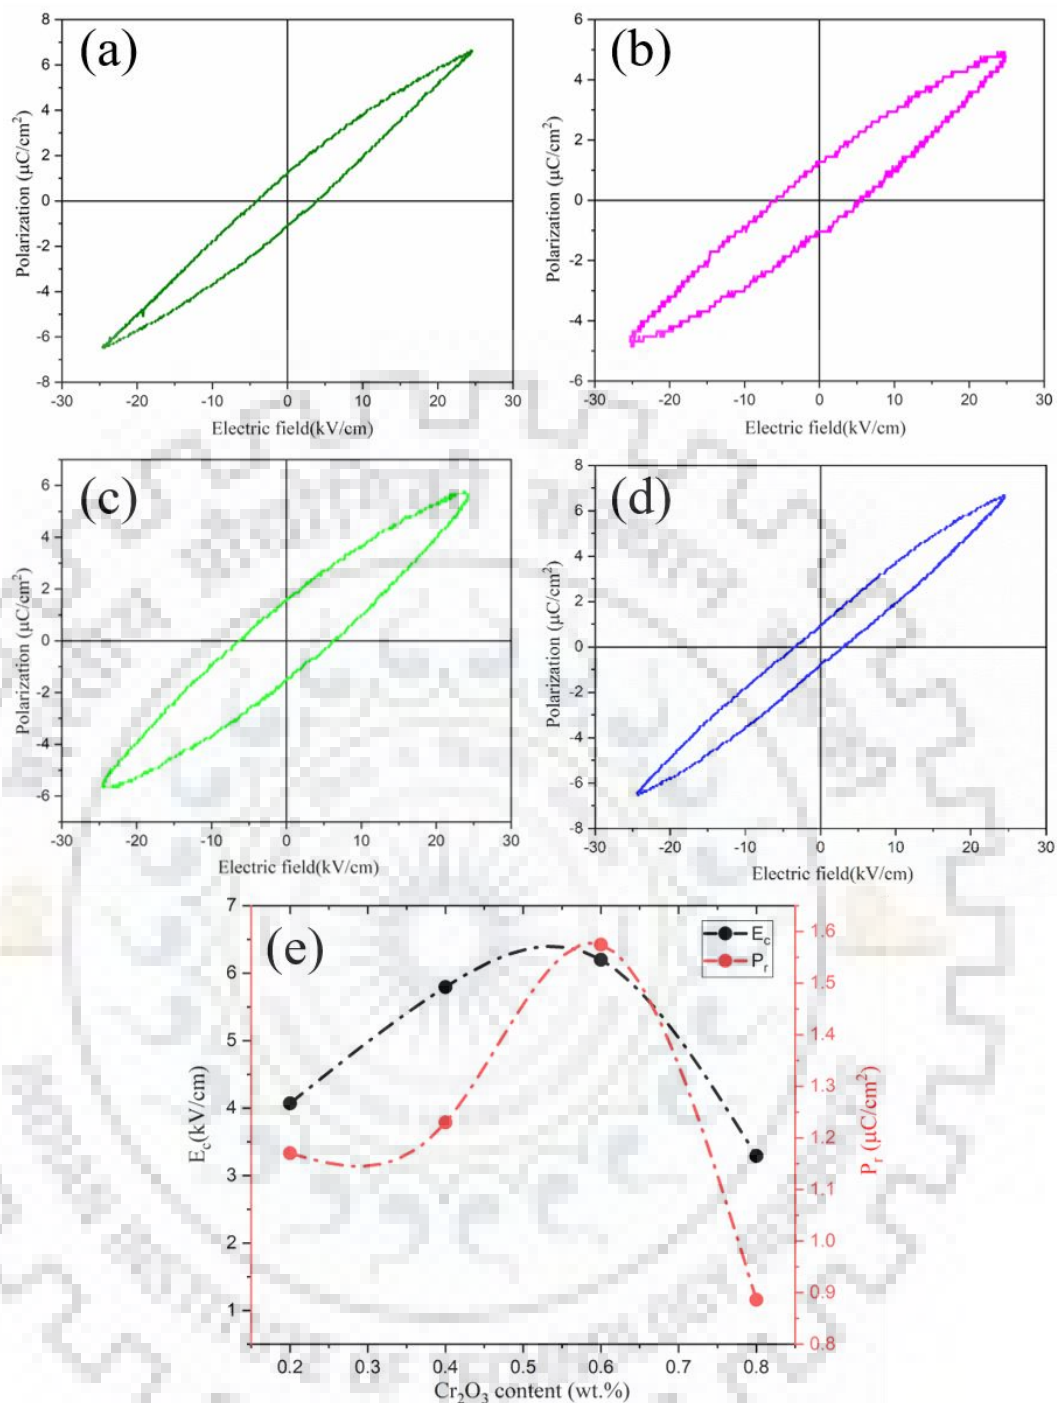 (a)
8
6
4
2
0
-2
-4
-6
-8
Polarization (μC/cm²)
-30 -20 -10 0 10 20 30
Electric field(kV/cm)
(b)
6
4
2
0
-2
-4
-6
Polarization (μC/cm²)
-30 -20 -10 0 10 20 30
Electric field(kV/cm)
(c)
6
4
2
0
-2
-4
-6
Polarization (μC/cm²)
-30 -20 -10 0 10 20 30
Electric field(kV/cm)
(d)
8
6
4
2
0
-2
-4
-6
-8
Polarization (μC/cm²)
-30 -20 -10 0 10 20 30
Electric field(kV/cm)
(e)
7
6
5
4
3
2
1
E_c(kV/cm)
E_c
P_r
1.6
1.5
1.4
1.3
1.2
1.1
1.0
0.9
0.8
P_r (μC/cm²)
0.2 0.3 0.4 0.5 0.6 0.7 0.8
Cr₂O₃ content (wt.%)